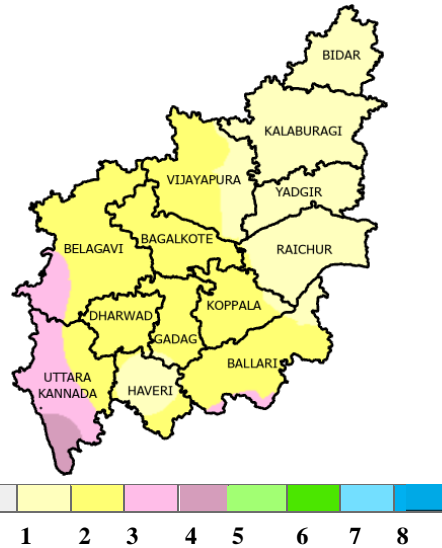 BIDAR
KALABURAGI
VIJAYAPURA
YADGIR
BAGALKOTE
BELAGAVI
RAICHUR
KOPPALA
DHARWAD
GADAG
BALLARI
UTTARA
KANNADA
HAVERI
1 2 3 4 5 6 7 8